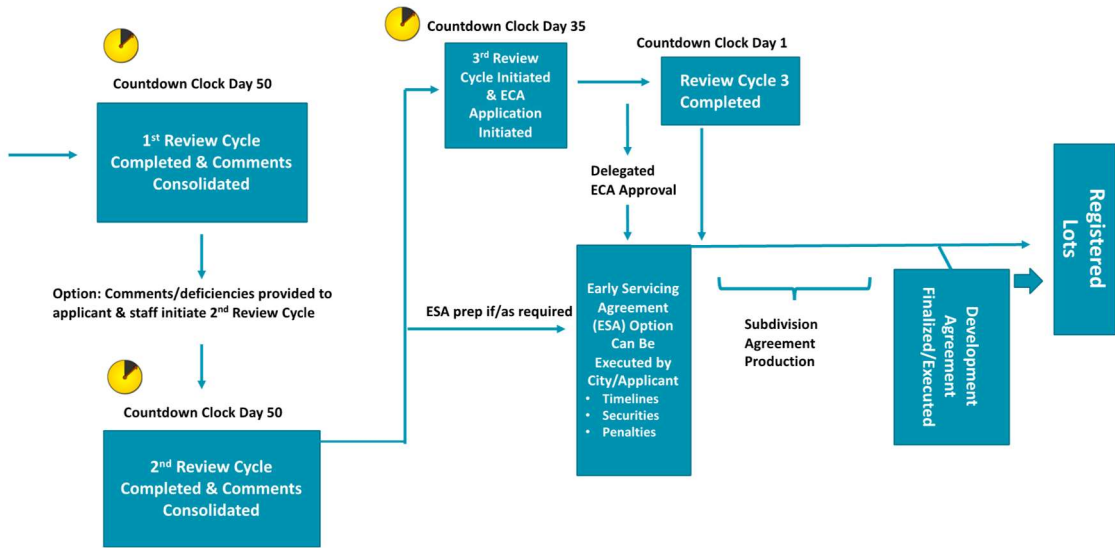 Countdown Clock Day 50
1st Review Cycle
Completed & Comments
Consolidated
Option: Comments/deficiencies provided to
applicant & staff initiate 2nd Review Cycle
Countdown Clock Day 50
2nd Review Cycle
Completed & Comments
Consolidated
Countdown Clock Day 35
3rd Review
Cycle Initiated
& ECA
Application
Initiated
Countdown Clock Day 1
Review Cycle 3
Completed
Delegated
ECA Approval
ESA prep if/as required
Early Servicing
Agreement
(ESA) Option
Can Be
Executed by
City/Applicant
• Timelines
• Securities
• Penalties
Subdivision
Agreement
Production
Development
Agreement
Finalized/Executed
Registered
Lots